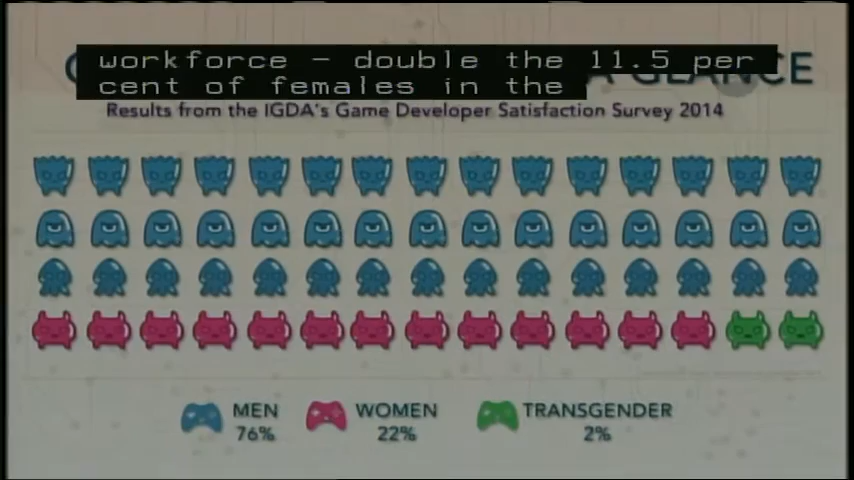 workforce – double the 11.5 per
cent of females in the
GLANCE
Results from the IGDA's Game Developer Satisfaction Survey 2014
MEN
76%
WOMEN
22%
TRANSGENDER
2%